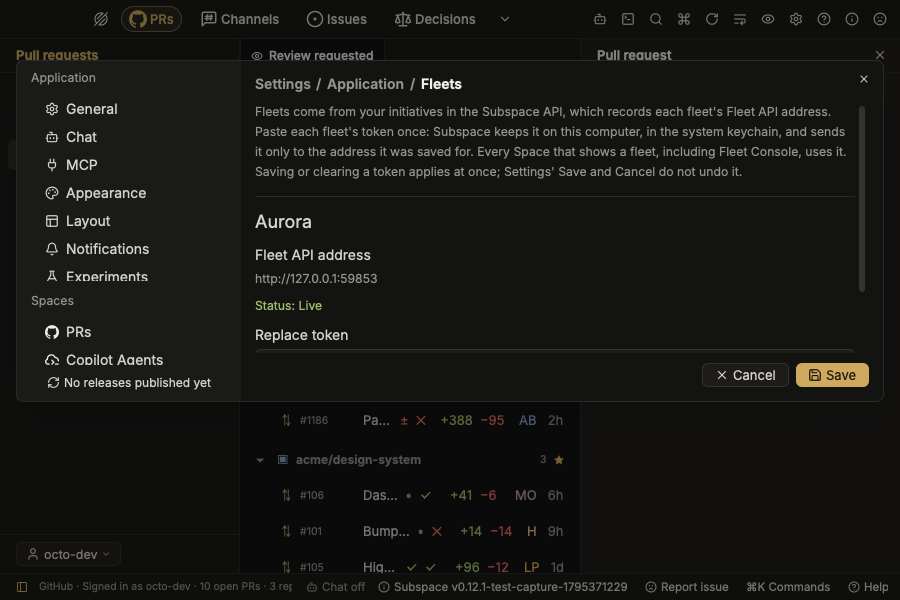 PRs
Channels
Issues
Decisions
Pull requests
Review requested
Pull request
Application
General
Chat
MCP
Appearance
Layout
Notifications
Experiments
Spaces
PRs
Copilot Agents
No releases published yet
Settings / Application / Fleets
Fleets come from your initiatives in the Subspace API, which records each fleet's Fleet API address.
Paste each fleet's token once: Subspace keeps it on this computer, in the system keychain, and sends
it only to the address it was saved for. Every Space that shows a fleet, including Fleet Console, uses it.
Saving or clearing a token applies at once; Settings' Save and Cancel do not undo it.
Aurora
Fleet API address
http://127.0.0.1:59853
Status: Live
Replace token
Cancel
Save
#1186 Pa... ± +388 −95 AB 2h
acme/design-system 3
#106 Das... +41 −6 MO 6h
#101 Bump... +14 −14 H 9h
#105 Hig... +96 −12 LP 1d
octo-dev
GitHub · Signed in as octo-dev · 10 open PRs · 3 rep
Chat off
Subspace v0.12.1-test-capture-1795371229
Report issue
⌘K Commands
Help